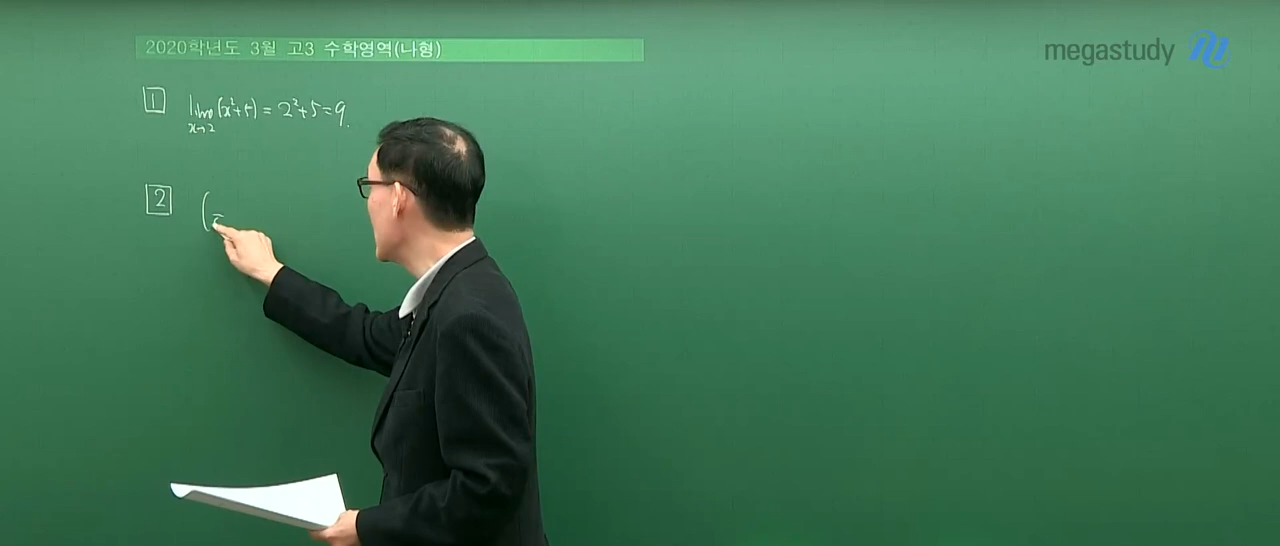 2020학년도 3월 고3 수학영역(나형)
megastudy
1 lim(x²+5) = 2²+5=9.
x→2
2 (